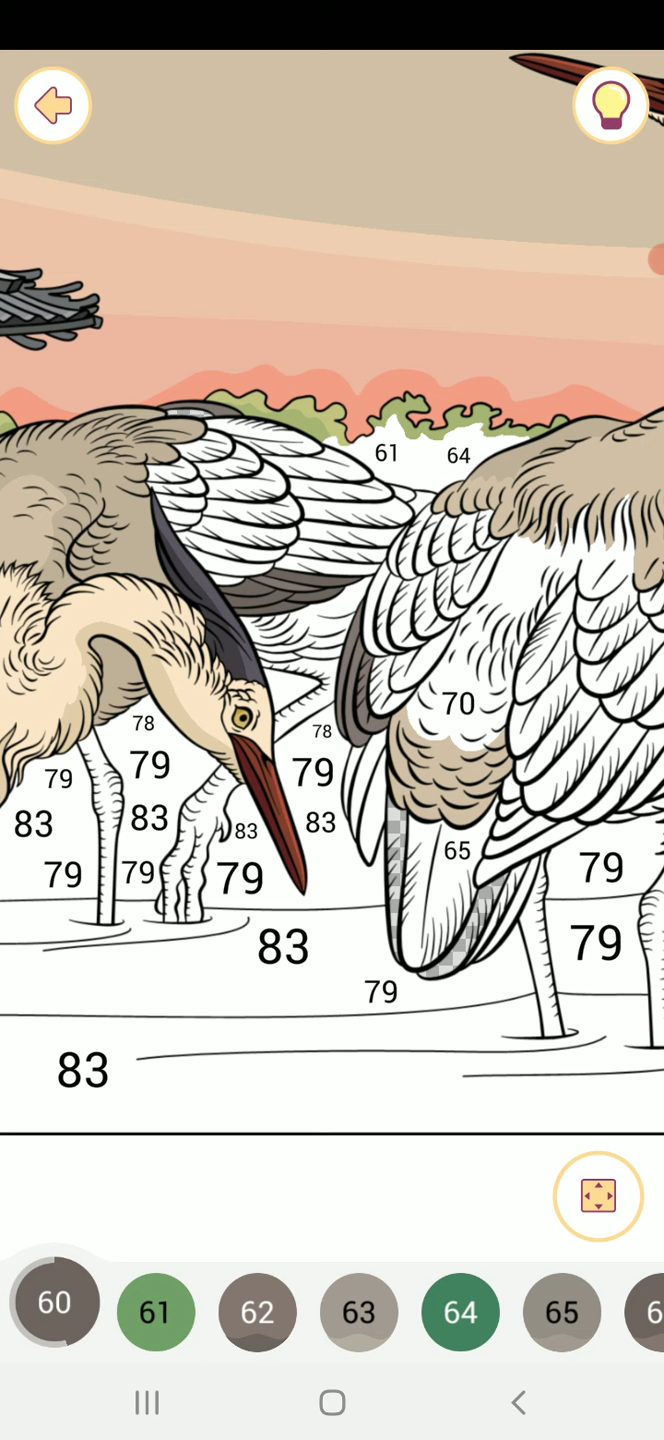 61 64
70
78 78
79 79 79
83 83 83 83
65
79 79 79 79
83 79
79
83
60 61 62 63 64 65